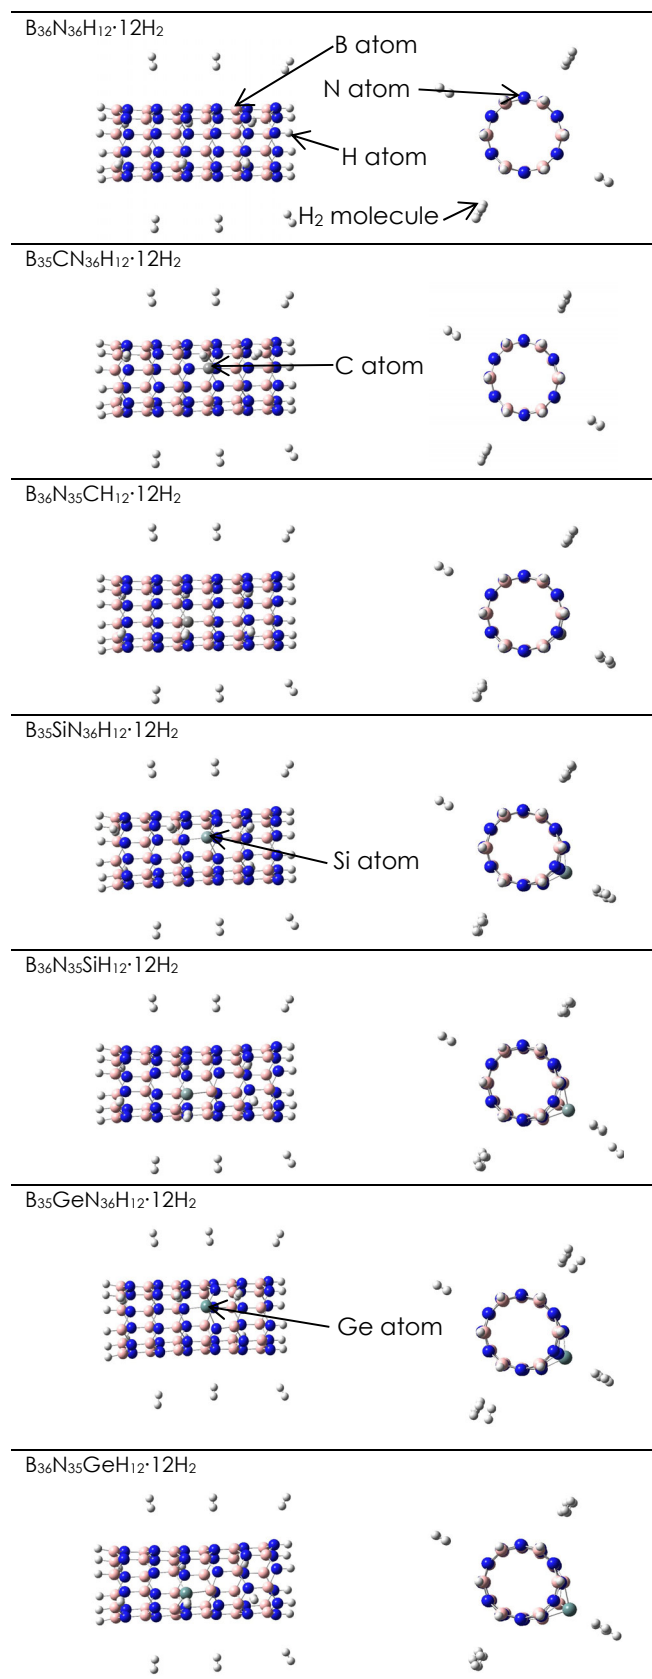 B₃₆N₃₆H₁₂·12H₂
B atom
N atom
H atom
H₂ molecule
B₃₅CN₃₆H₁₂·12H₂
C atom
B₃₆N₃₅CH₁₂·12H₂
B₃₅SiN₃₆H₁₂·12H₂
Si atom
B₃₆N₃₅SiH₁₂·12H₂
B₃₅GeN₃₆H₁₂·12H₂
Ge atom
B₃₆N₃₅GeH₁₂·12H₂